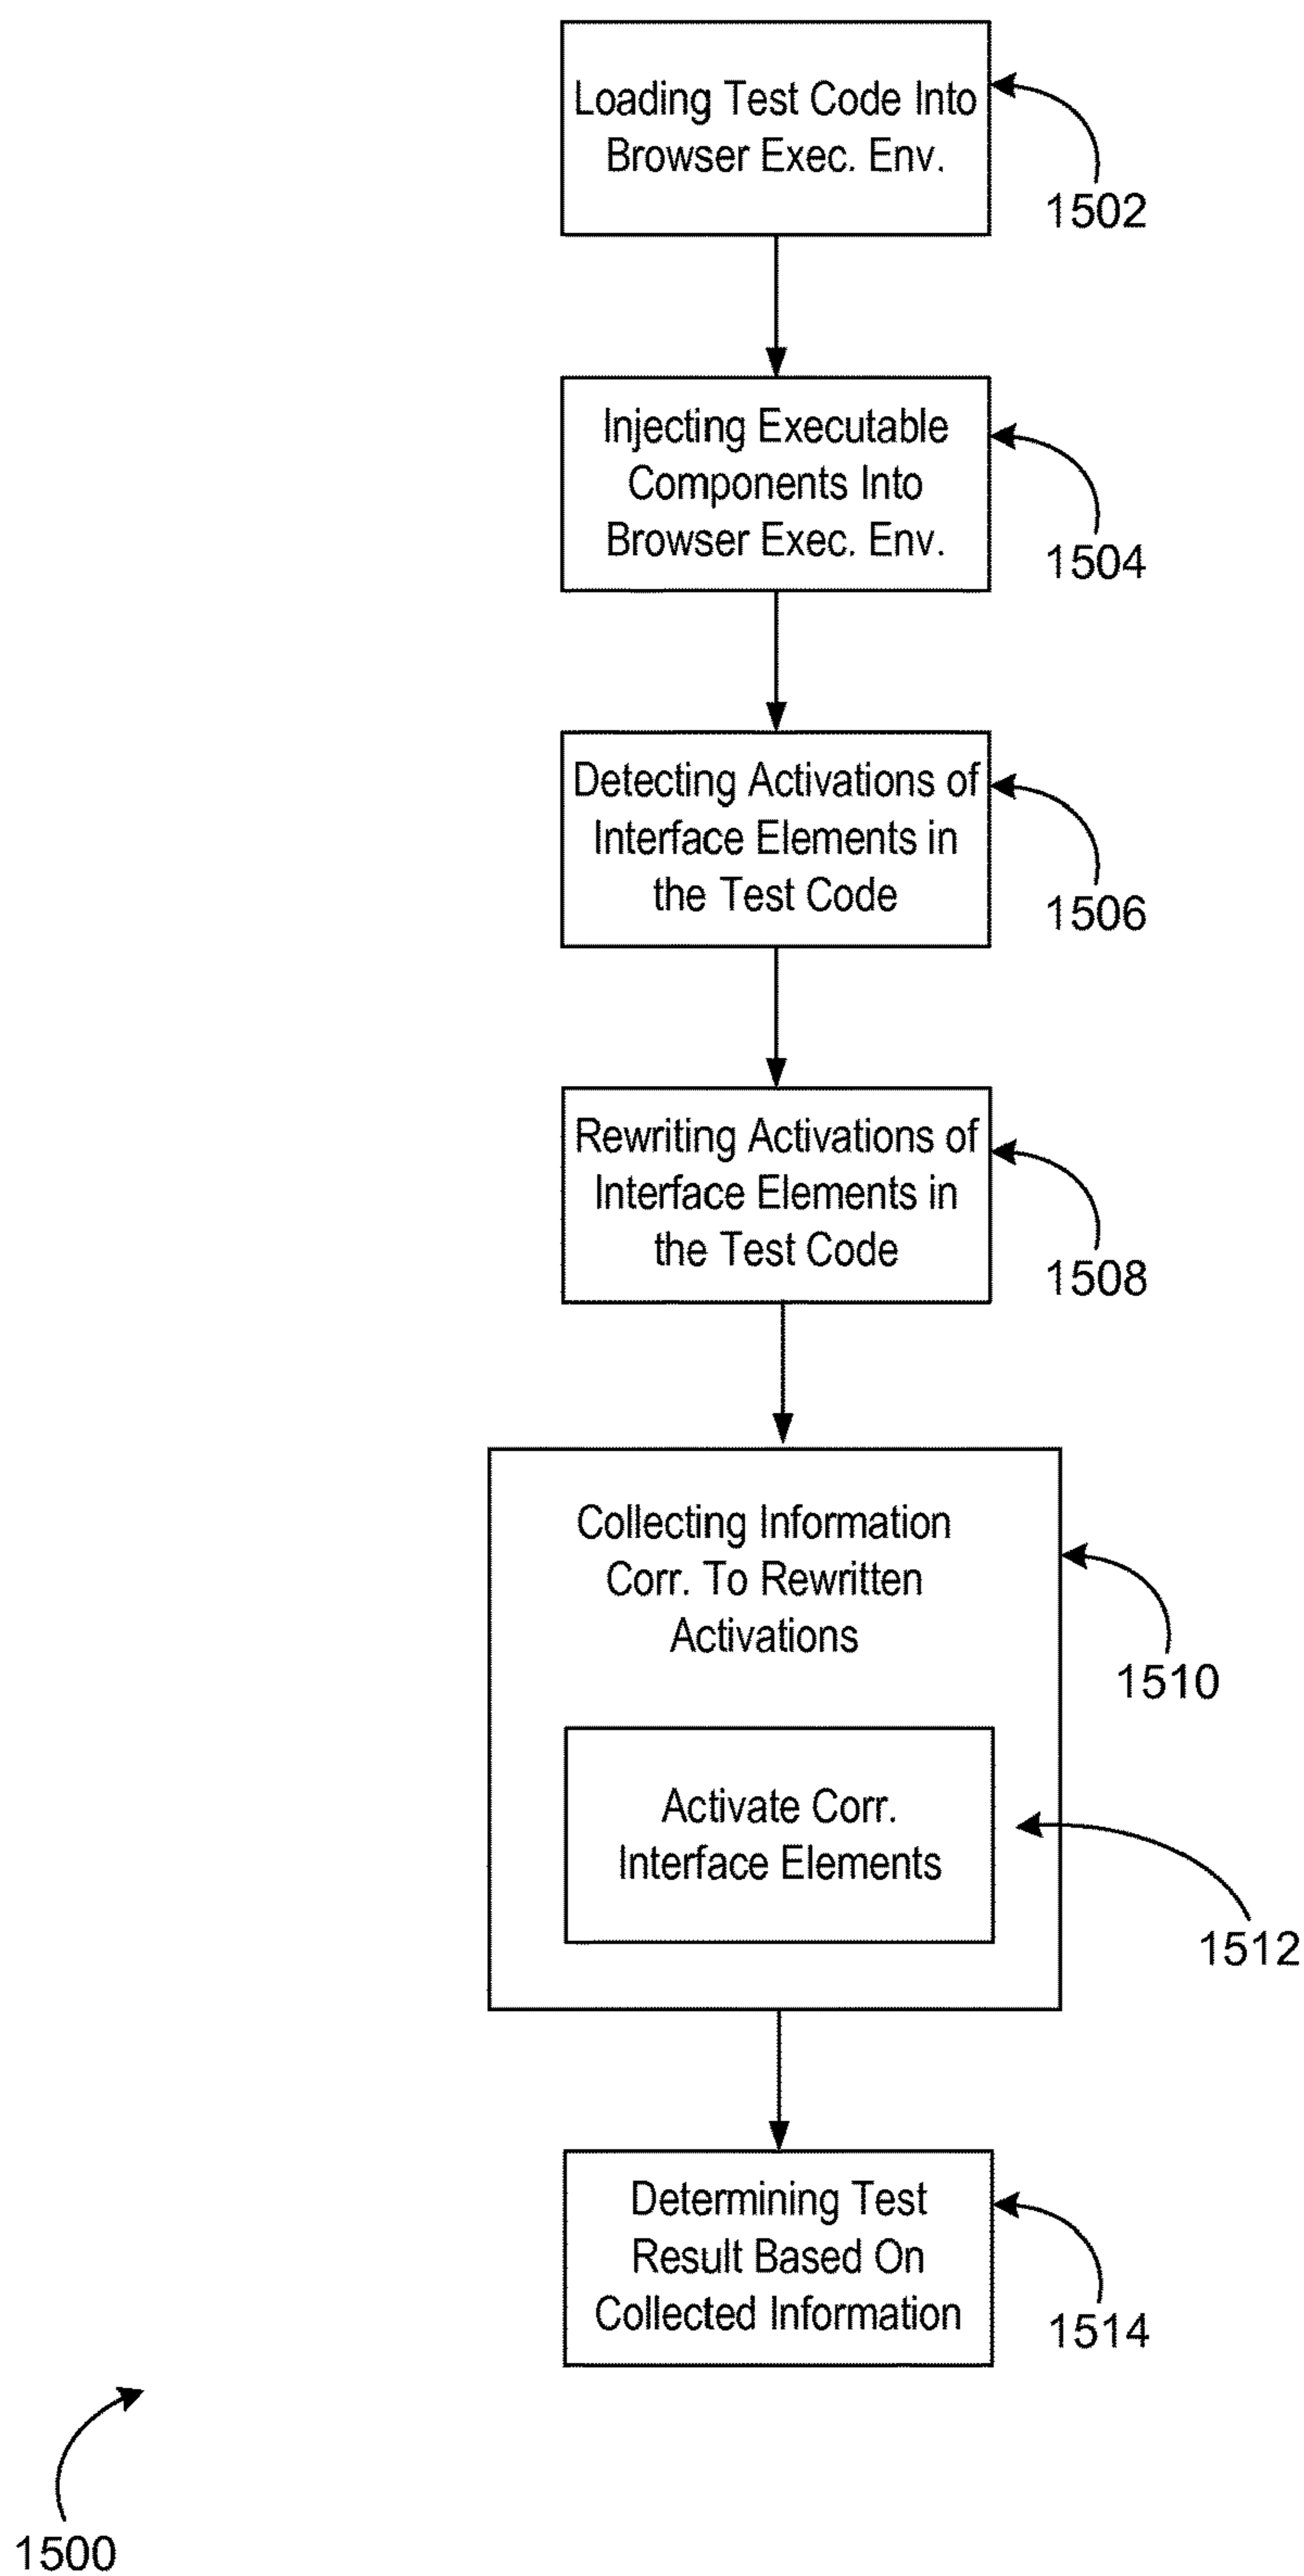 Loading Test Code Into
Browser Exec. Env.
1502
Injecting Executable
Components Into
Browser Exec. Env.
1504
Detecting Activations of
Interface Elements in
the Test Code
1506
Rewriting Activations of
Interface Elements in
the Test Code
1508
Collecting Information
Corr. To Rewritten
Activations
1510
Activate Corr.
Interface Elements
1512
Determining Test
Result Based On
Collected Information
1514
1500